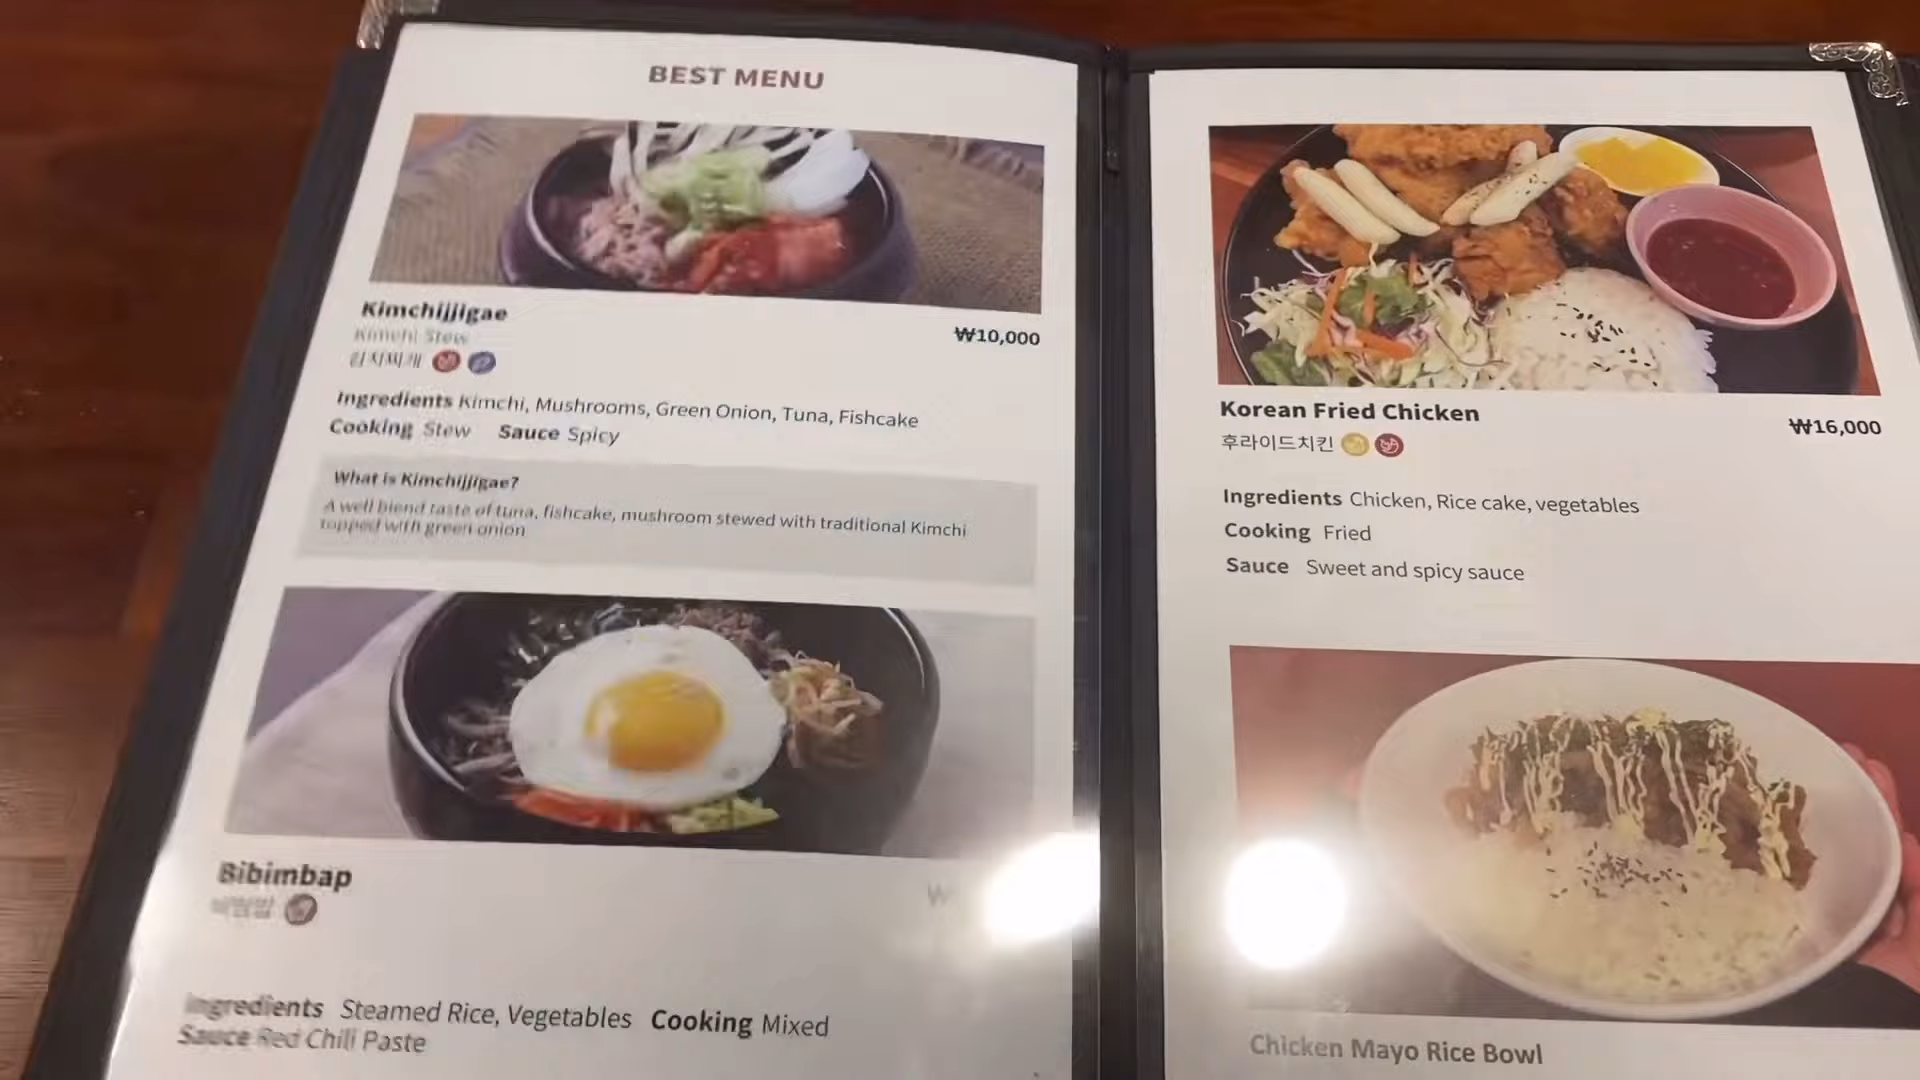 BEST MENU
Kimchijjigae
Kimchi Stew
₩10,000
김치찌개
Ingredients Kimchi, Mushrooms, Green Onion, Tuna, Fishcake
Cooking Stew Sauce Spicy
What is Kimchijjigae?
A well blend taste of tuna, fishcake, mushroom stewed with traditional Kimchi
topped with green onion
Bibimbap
₩
Ingredients Steamed Rice, Vegetables Cooking Mixed
Sauce Red Chili Paste
Korean Fried Chicken
₩16,000
후라이드치킨
Ingredients Chicken, Rice cake, vegetables
Cooking Fried
Sauce Sweet and spicy sauce
Chicken Mayo Rice Bowl